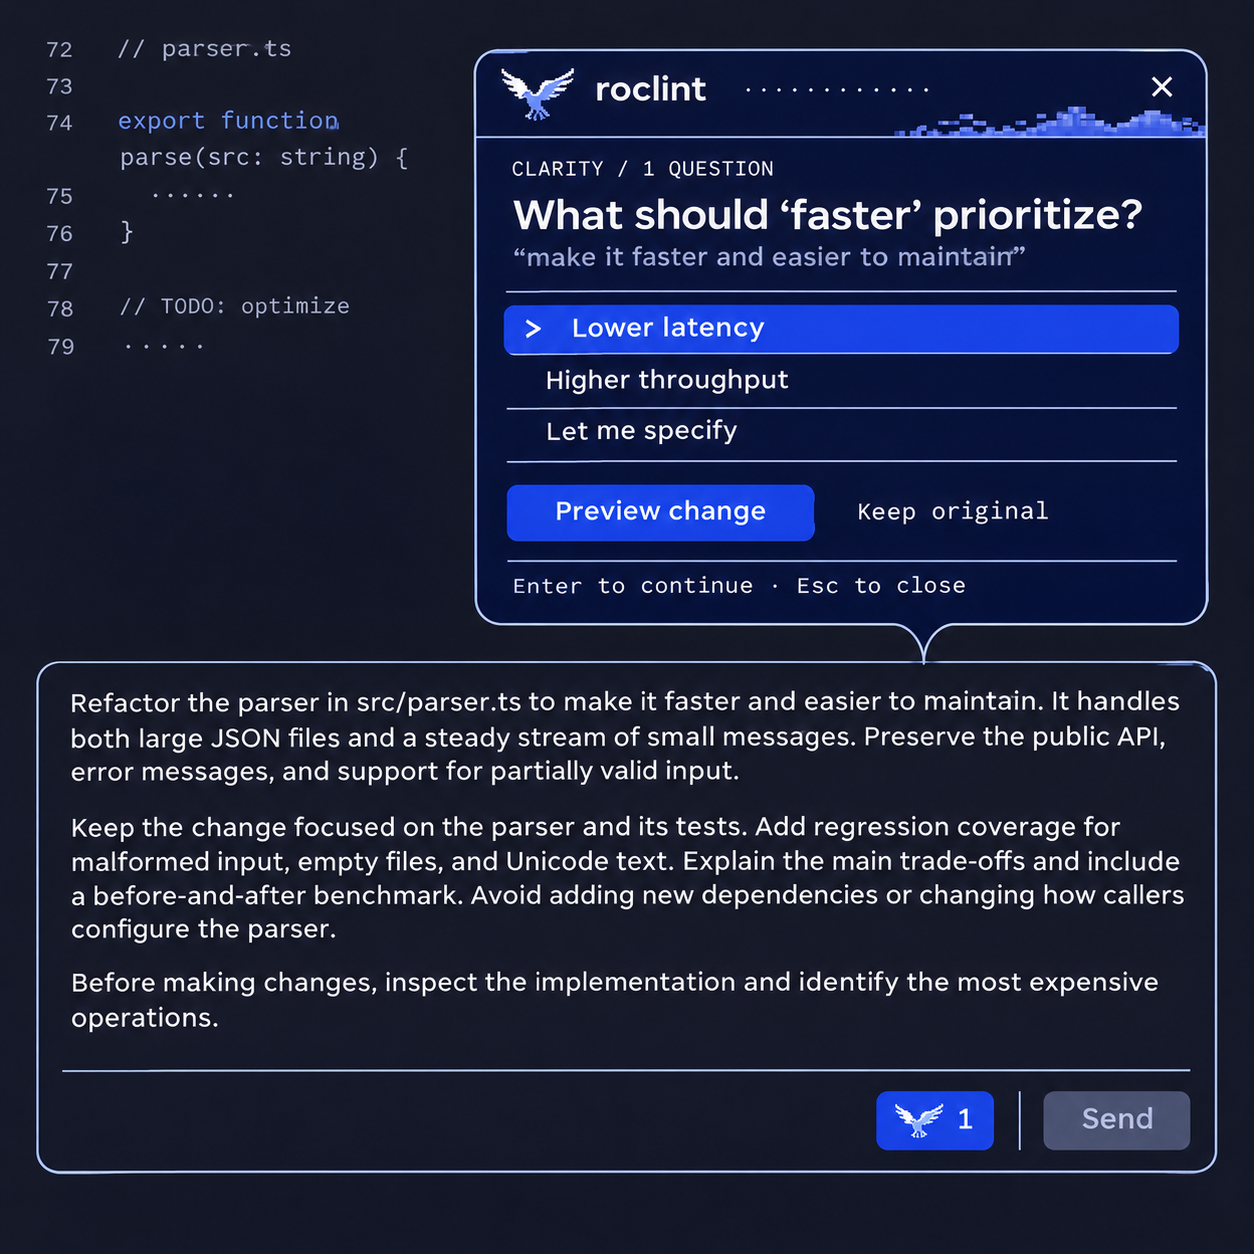 72 // parser.ts
73
74 export function
parse(src: string) {
75 ······
76 }
77
78 // TODO: optimize
79 ·····
roclint ············ ×
CLARITY / 1 QUESTION
What should ‘faster’ prioritize?
“make it faster and easier to maintain”
> Lower latency
Higher throughput
Let me specify
Preview change Keep original
Enter to continue · Esc to close
Refactor the parser in src/parser.ts to make it faster and easier to maintain. It handles
both large JSON files and a steady stream of small messages. Preserve the public API,
error messages, and support for partially valid input.
Keep the change focused on the parser and its tests. Add regression coverage for
malformed input, empty files, and Unicode text. Explain the main trade-offs and include
a before-and-after benchmark. Avoid adding new dependencies or changing how callers
configure the parser.
Before making changes, inspect the implementation and identify the most expensive
operations.
1 Send